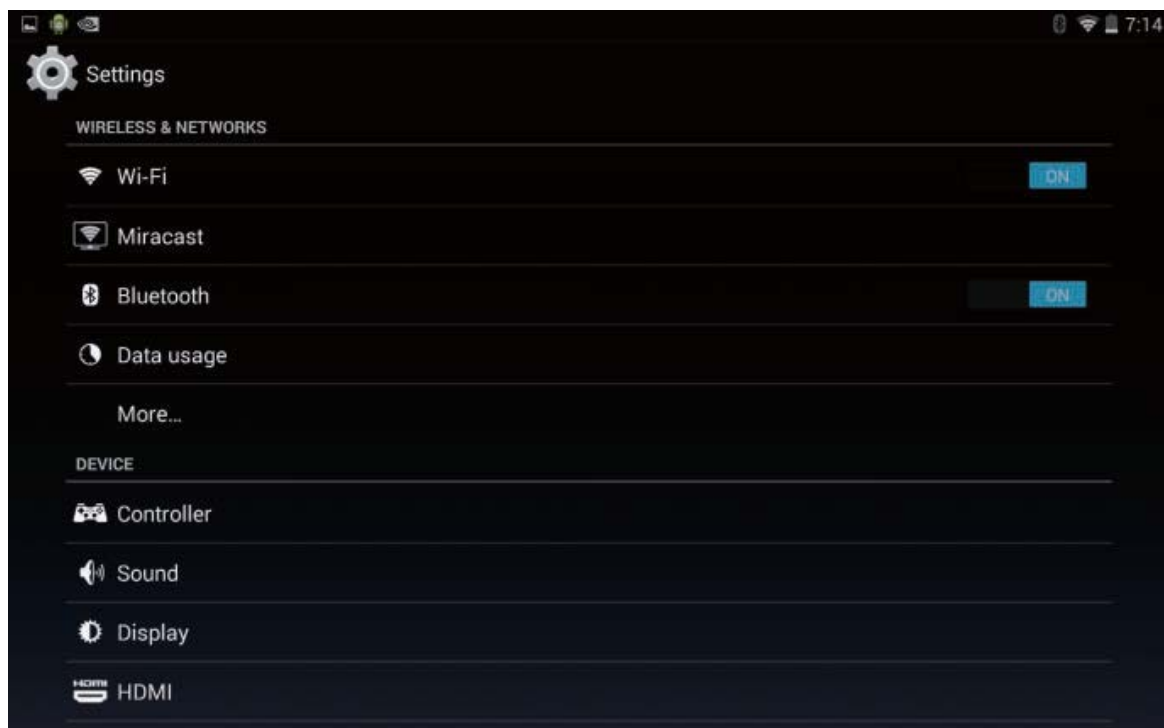 7:14
Settings
WIRELESS & NETWORKS
Wi-Fi ON
Miracast
Bluetooth ON
Data usage
More...
DEVICE
Controller
Sound
Display
HDMI HDMI